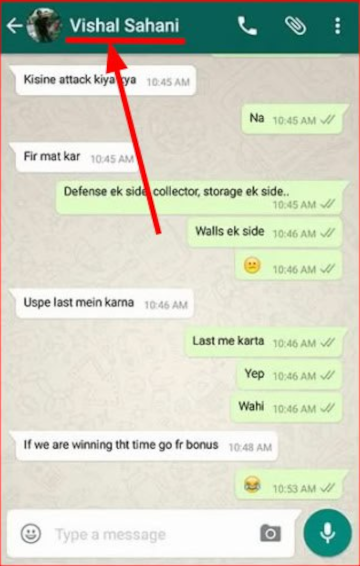 Vishal Sahani
Kisine attack kiya kya 10:45 AM
Na 10:45 AM
Fir mat kar 10:45 AM
Defense ek side, collector, storage ek side..
10:45 AM
Walls ek side 10:46 AM
10:46 AM
Uspe last mein karna 10:46 AM
Last me karta 10:46 AM
Yep 10:46 AM
Wahi 10:46 AM
If we are winning tht time go fr bonus 10:48 AM
10:53 AM
Type a message